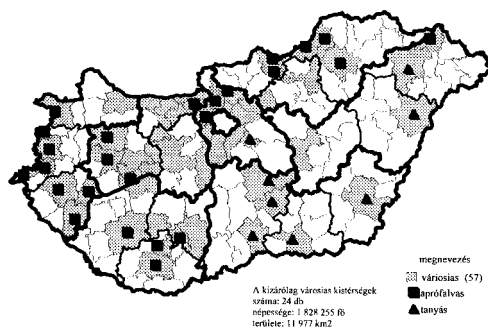 megnevezés
városias (57)
aprófalvas
tanyás
A kizárólag városias kistérségek
száma: 24 db
népessége: 1 828 255 fő
területe: 11 977 km2